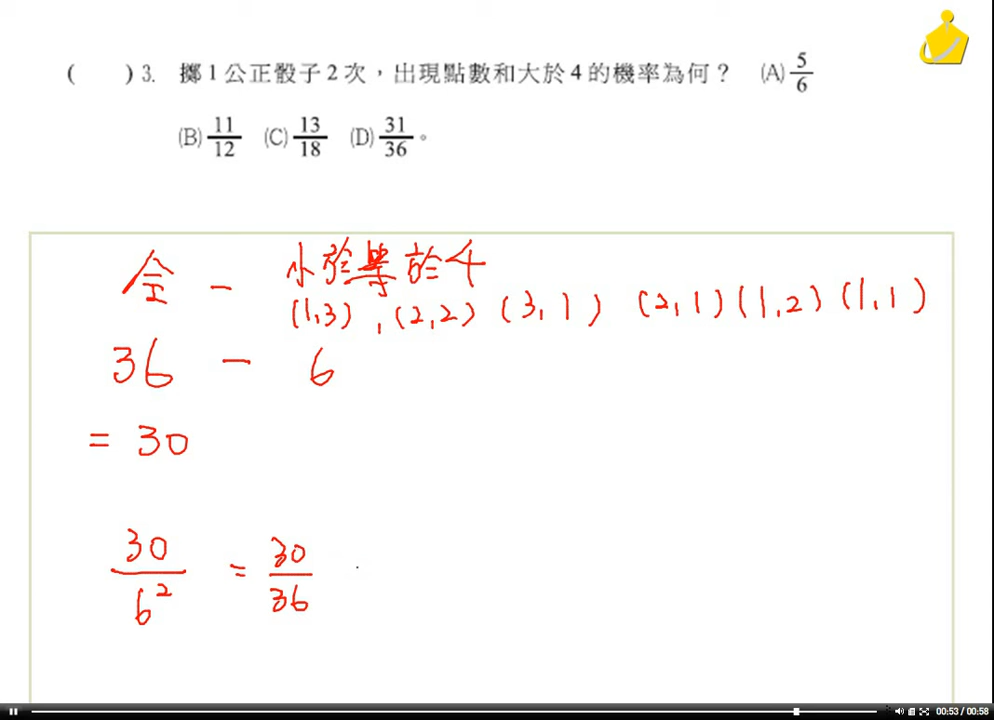 ( )3. 擲1公正骰子2次，出現點數和大於4的機率為何？ (A) 5/6
(B) 11/12 (C) 13/18 (D) 31/36。
全 - 小於等於4
(1,3) , (2,2) (3,1) (2,1) (1,2) (1,1)
36 - 6
= 30
30/6² = 30/36
00:53 / 00:58